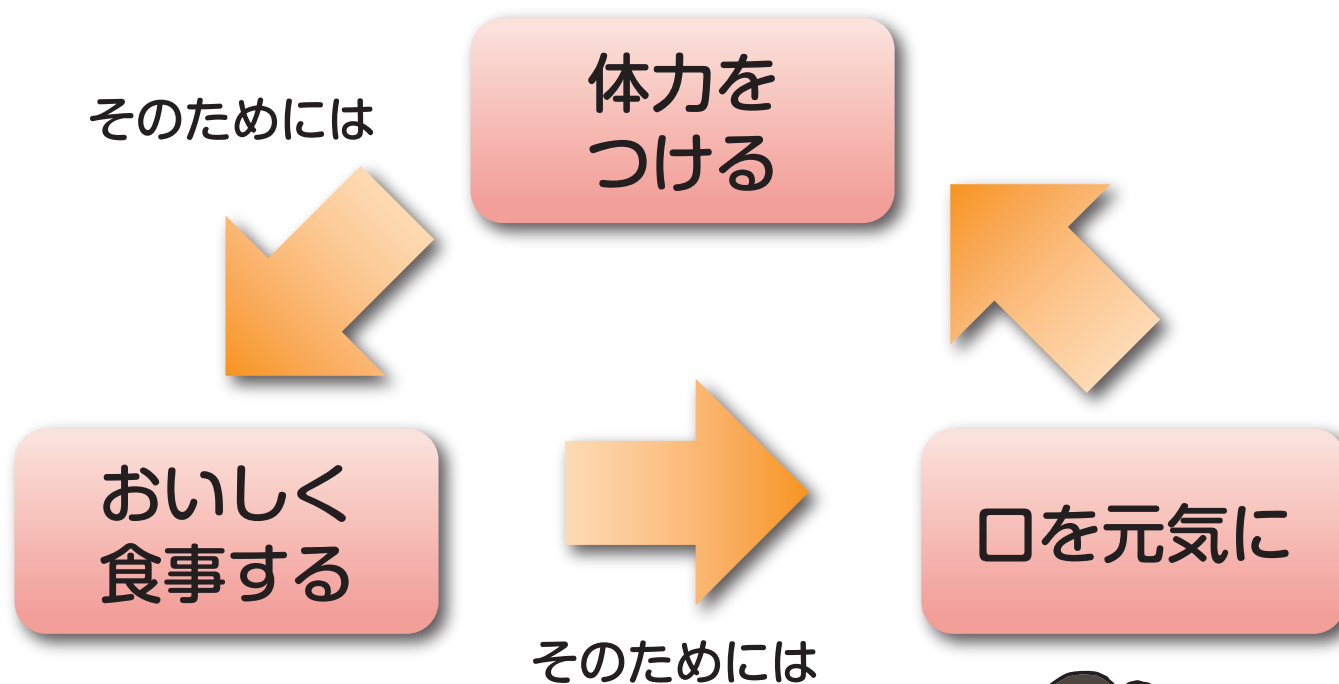 体力を
つける
そのためには
おいしく
食事する
口を元気に
そのためには